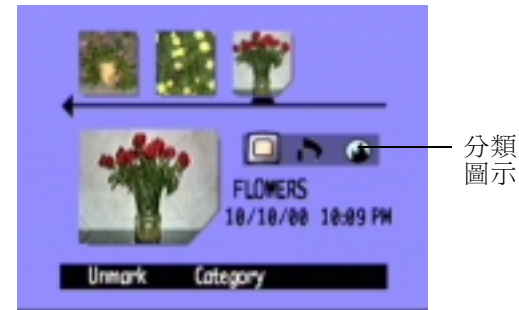 FLOWERS
10/10/00 10:09 PM
Unmark Category
分類
圖示